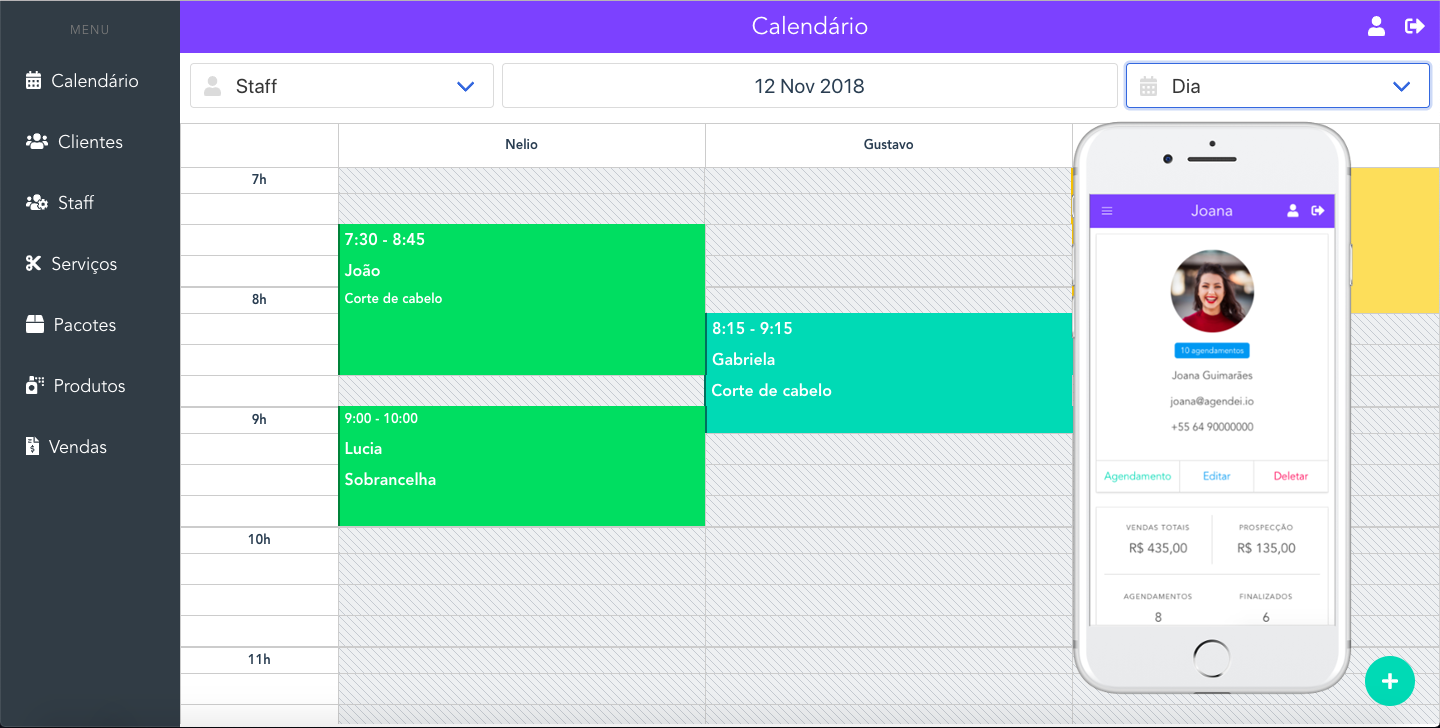 MENU
Calendário
Clientes
Staff
Serviços
Pacotes
Produtos
Vendas
Calendário
Staff
12 Nov 2018
Dia
Nelio
Gustavo
7h
8h
9h
10h
11h
7:30 - 8:45
João
Corte de cabelo
9:00 - 10:00
Lucia
Sobrancelha
8:15 - 9:15
Gabriela
Corte de cabelo
Joana
10 agendamentos
Joana Guimarães
joana@agendei.io
+55 64 90000000
Agendamento Editar Deletar
VENDAS TOTAIS PROSPECÇÃO
R$ 435,00 R$ 135,00
AGENDAMENTOS FINALIZADOS
8 6